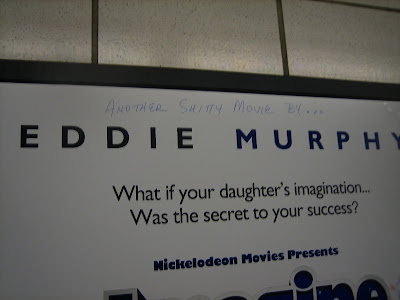 ANOTHER SHITTY MOVIE BY...
EDDIE MURPHY
What if your daughter's imagination...
Was the secret to your success?
Nickelodeon Movies Presents
Imagine